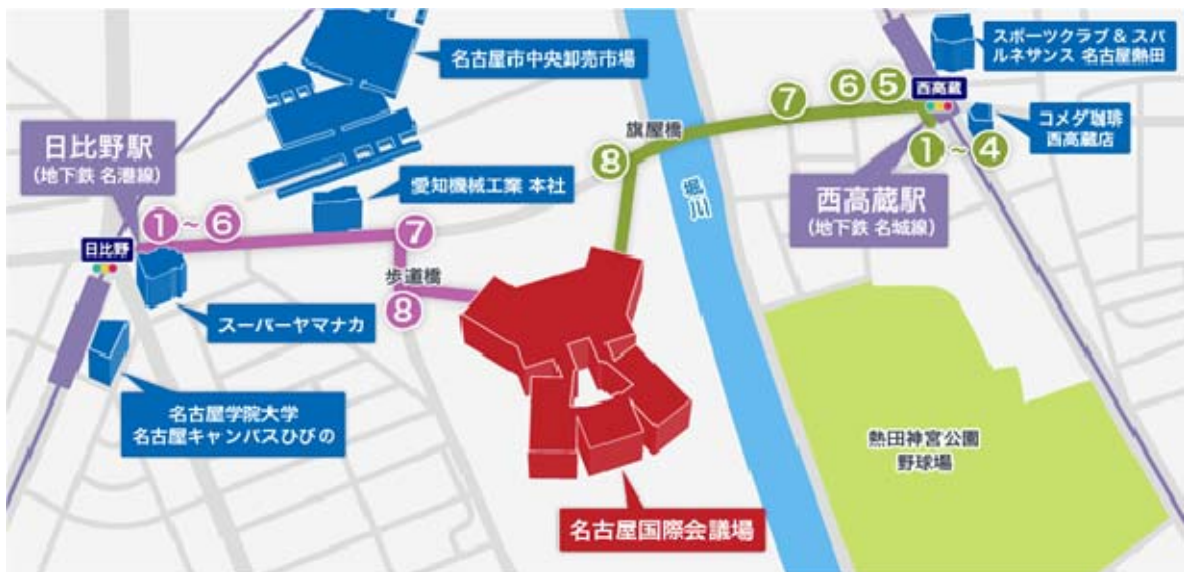 名古屋市中央卸売市場
スポーツクラブ & スパ
ルネサンス 名古屋熱田
⑥ ⑤
西高蔵
⑦
コメダ珈琲
西高蔵店
旗屋橋
⑧
①~④
日比野駅
(地下鉄 名港線)
愛知機械工業 本社
堀川
西高蔵駅
(地下鉄 名城線)
①~⑥
⑦
日比野
歩道橋
⑧
スーパーヤマナカ
名古屋学院大学
名古屋キャンパスひびの
熱田神宮公園
野球場
名古屋国際会議場